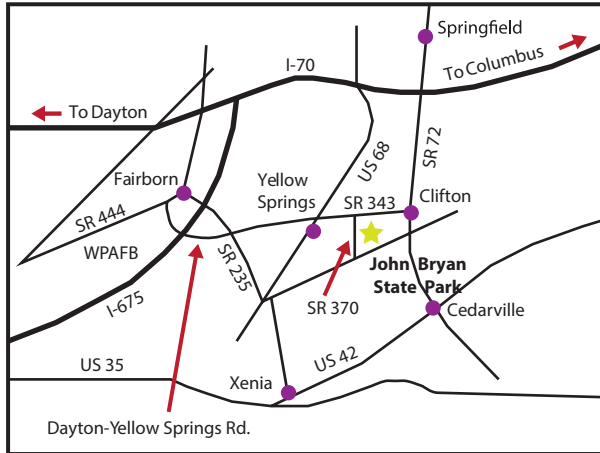 Springfield
I-70
To Columbus
To Dayton
US 68
SR 72
Fairborn
Yellow
Springs
SR 343
Clifton
SR 444
WPAFB
SR 235
John Bryan
State Park
I-675
SR 370
Cedarville
US 35
US 42
Xenia
Dayton-Yellow Springs Rd.